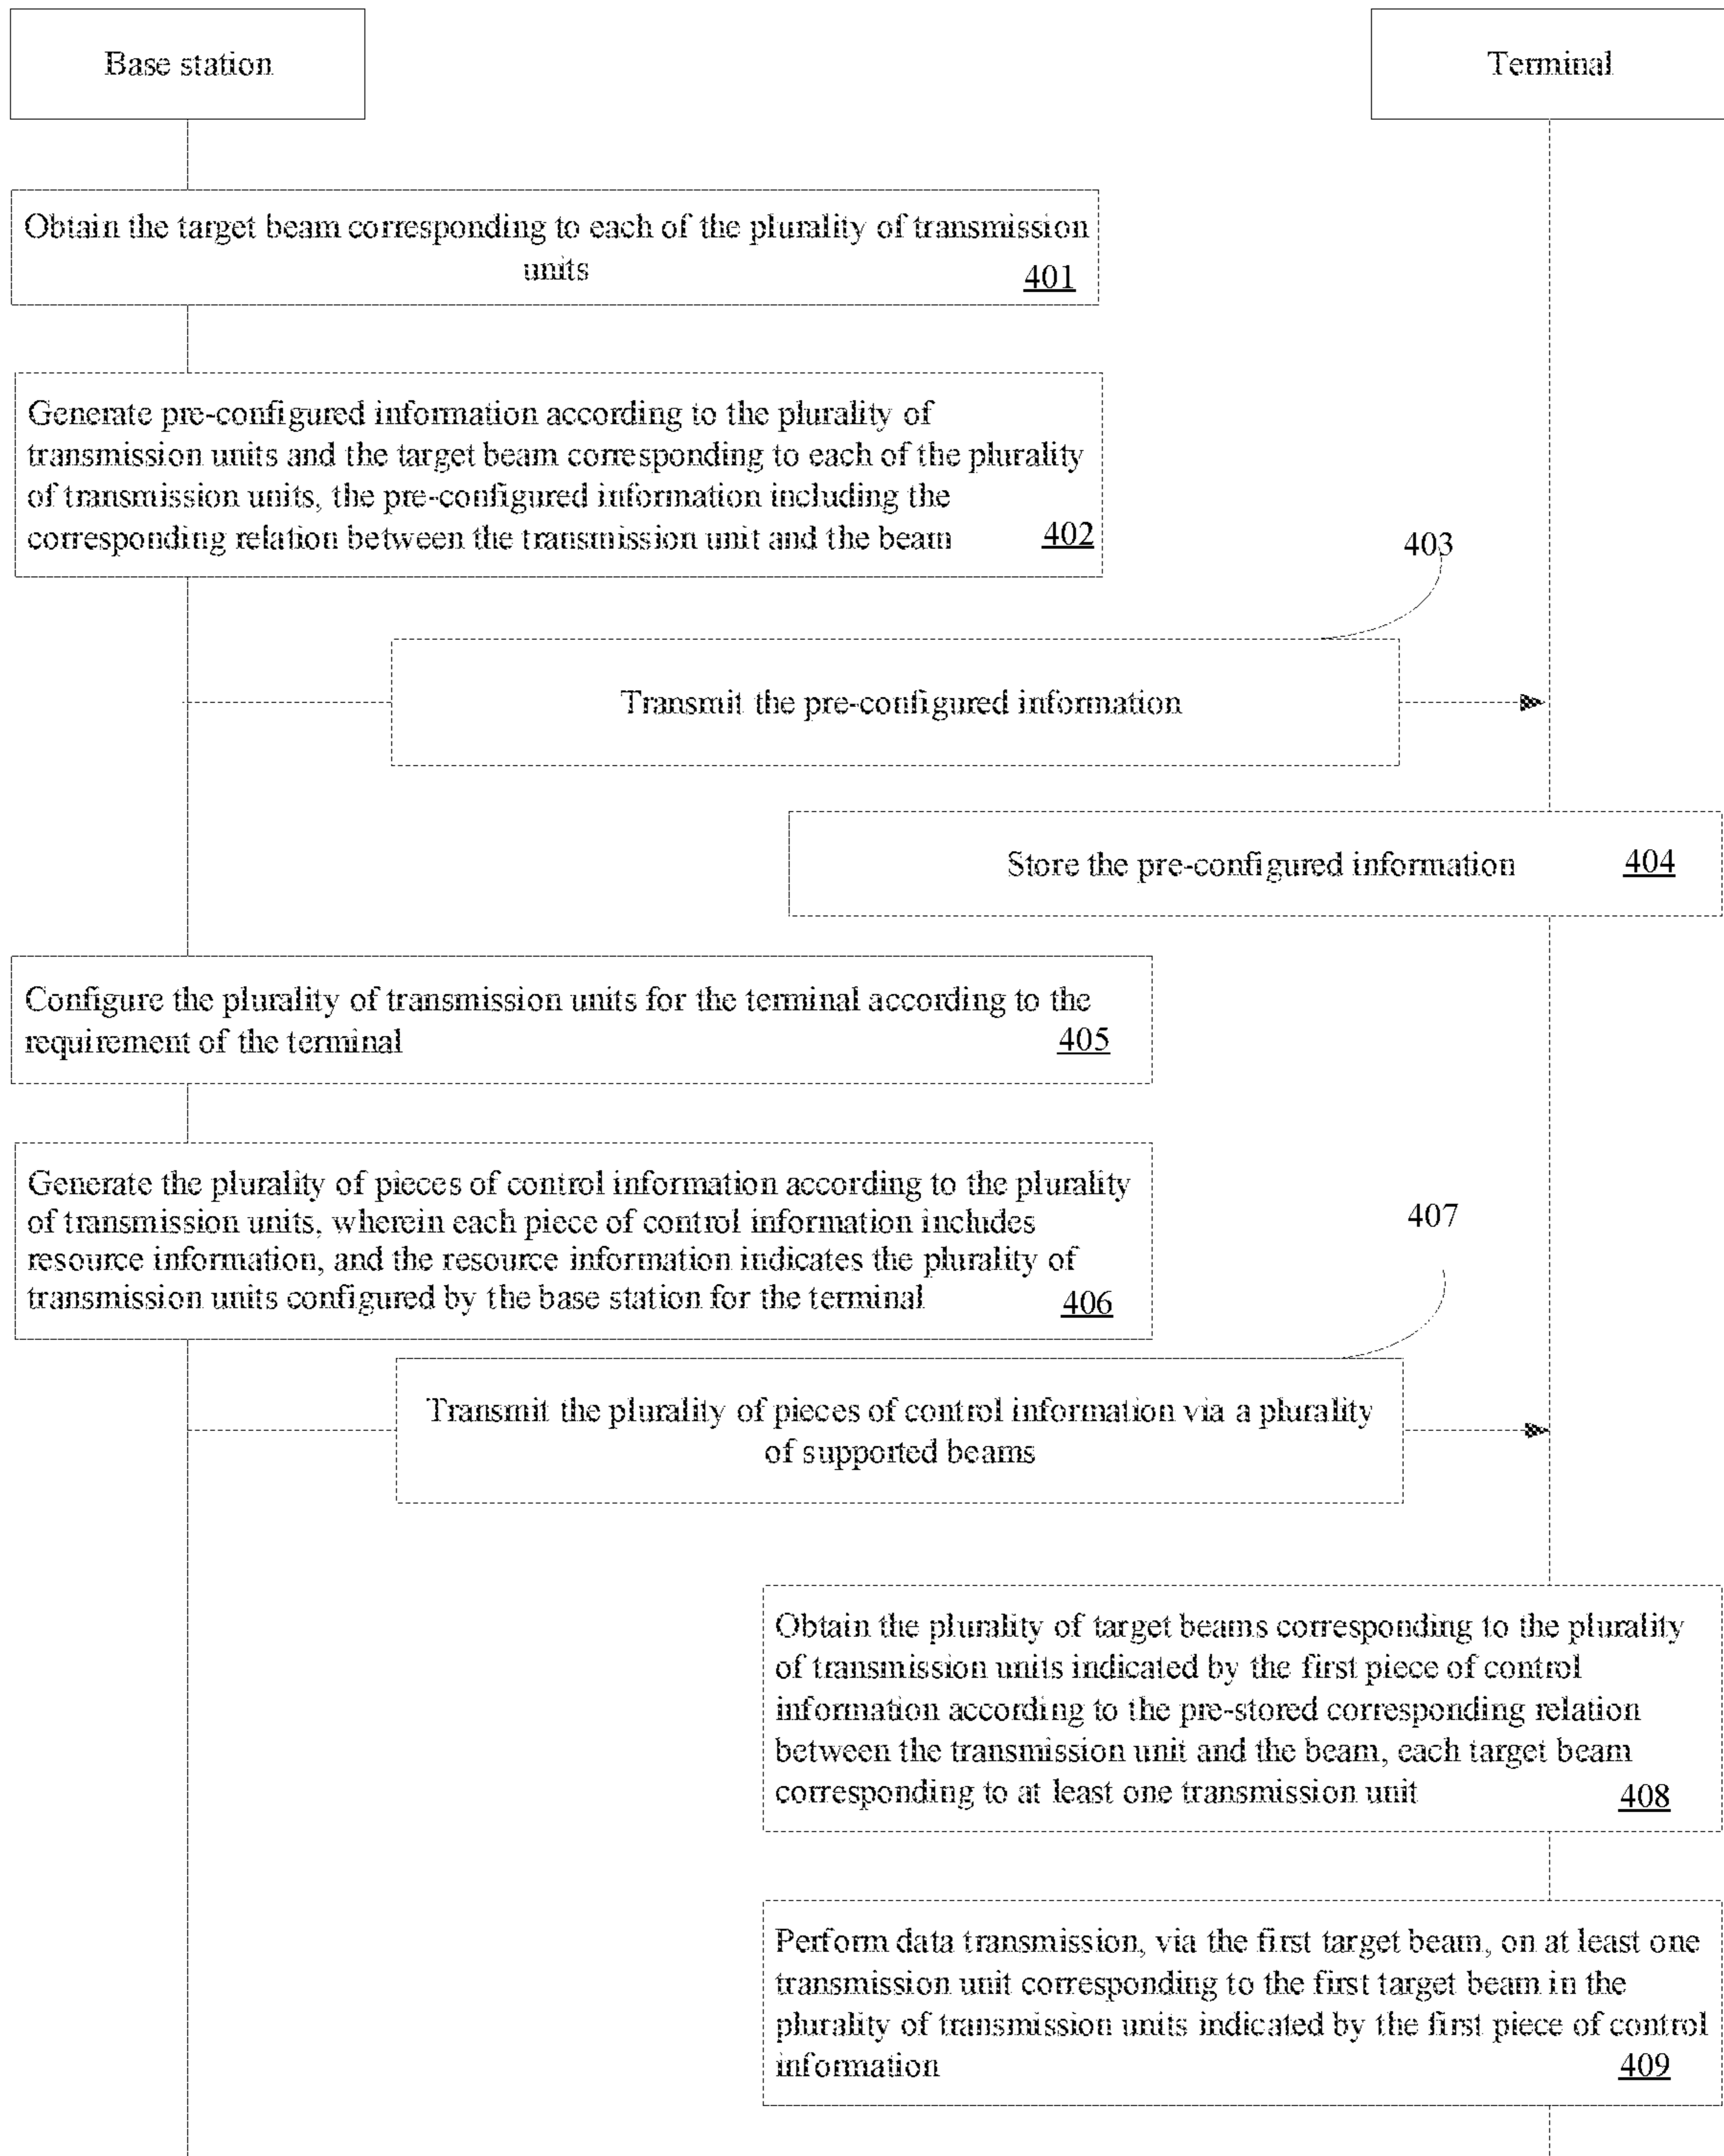 Base station
Terminal
Obtain the target beam corresponding to each of the plurality of transmission
units
401
Generate pre-configured information according to the plurality of
transmission units and the target beam corresponding to each of the plurality
of transmission units, the pre-configured information including the
corresponding relation between the transmission unit and the beam 402
403
Transmit the pre-configured information
Store the pre-configured information 404
Configure the plurality of transmission units for the terminal according to the
requirement of the terminal 405
Generate the plurality of pieces of control information according to the plurality
of transmission units, wherein each piece of control information includes
resource information, and the resource information indicates the plurality of
transmission units configured by the base station for the terminal 406
407
Transmit the plurality of pieces of control information via a plurality
of supported beams
Obtain the plurality of target beams corresponding to the plurality
of transmission units indicated by the first piece of control
information according to the pre-stored corresponding relation
between the transmission unit and the beam, each target beam
corresponding to at least one transmission unit 408
Perform data transmission, via the first target beam, on at least one
transmission unit corresponding to the first target beam in the
plurality of transmission units indicated by the first piece of control
information 409